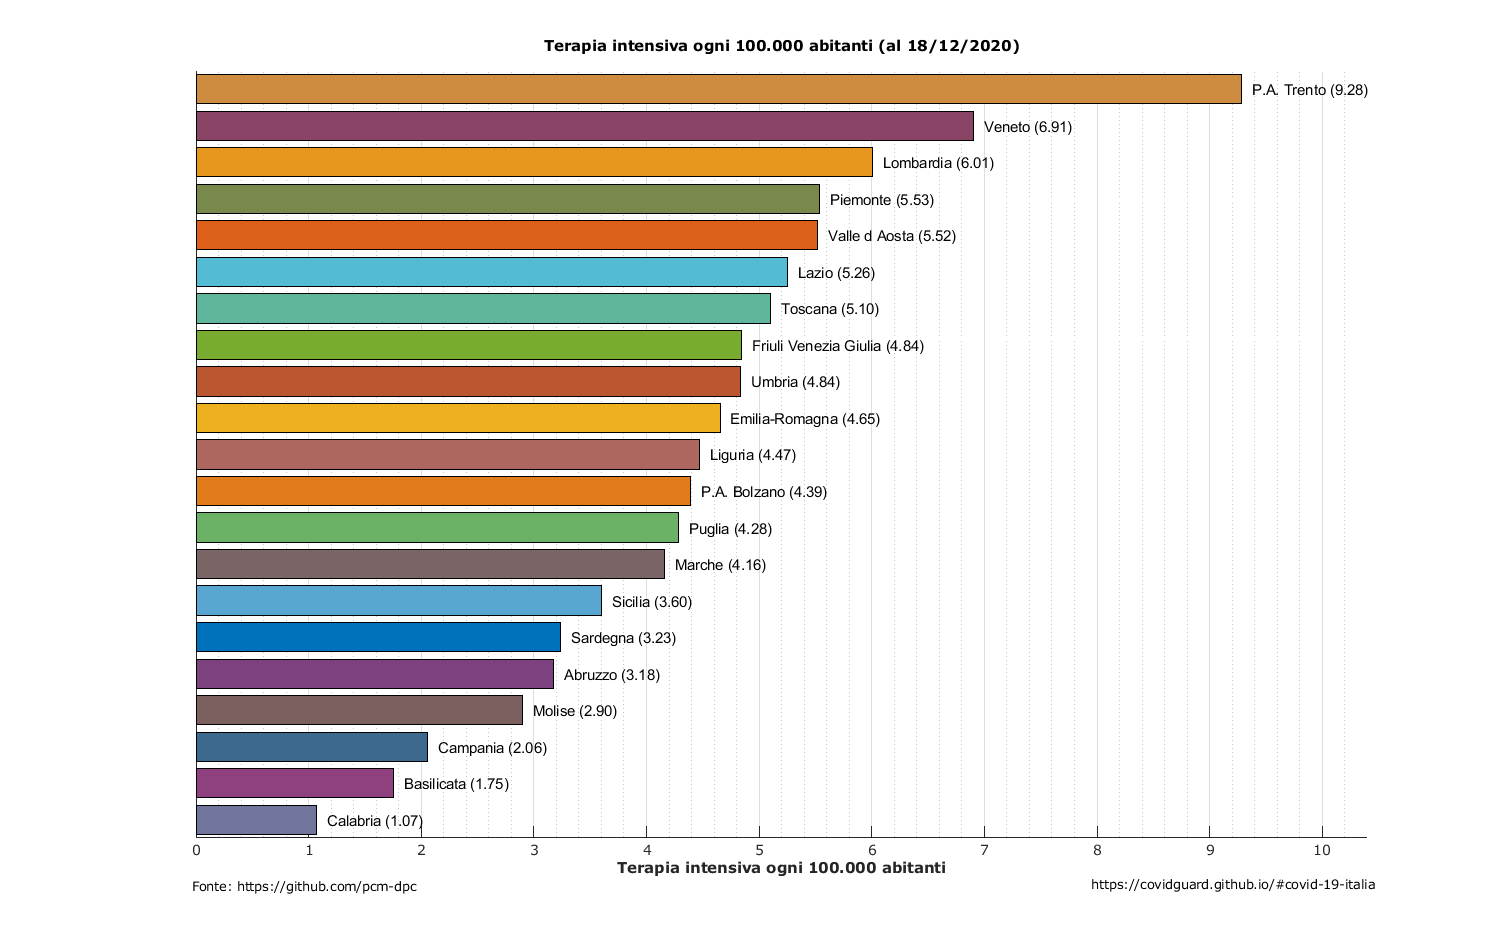 Terapia intensiva ogni 100.000 abitanti (al 18/12/2020)
P.A. Trento (9.28)
Veneto (6.91)
Lombardia (6.01)
Piemonte (5.53)
Valle d Aosta (5.52)
Lazio (5.26)
Toscana (5.10)
Friuli Venezia Giulia (4.84)
Umbria (4.84)
Emilia-Romagna (4.65)
Liguria (4.47)
P.A. Bolzano (4.39)
Puglia (4.28)
Marche (4.16)
Sicilia (3.60)
Sardegna (3.23)
Abruzzo (3.18)
Molise (2.90)
Campania (2.06)
Basilicata (1.75)
Calabria (1.07)
0 1 2 3 4 5 6 7 8 9 10
Terapia intensiva ogni 100.000 abitanti
Fonte: https://github.com/pcm-dpc
https://covidguard.github.io/#covid-19-italia